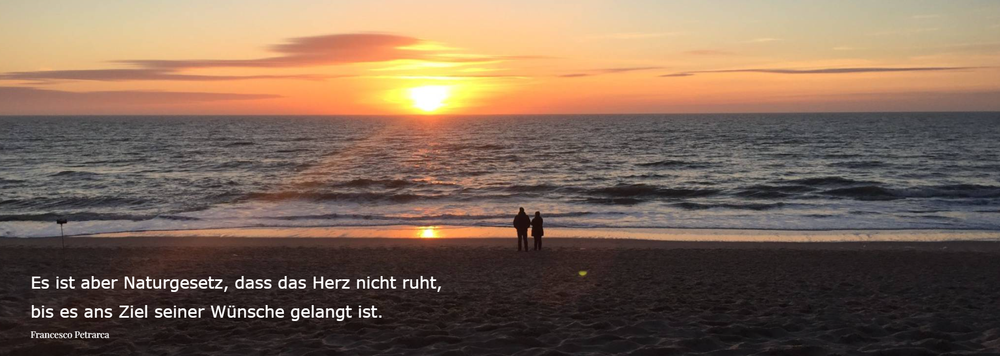 Es ist aber Naturgesetz, dass das Herz nicht ruht,
bis es ans Ziel seiner Wünsche gelangt ist.
Francesco Petrarca